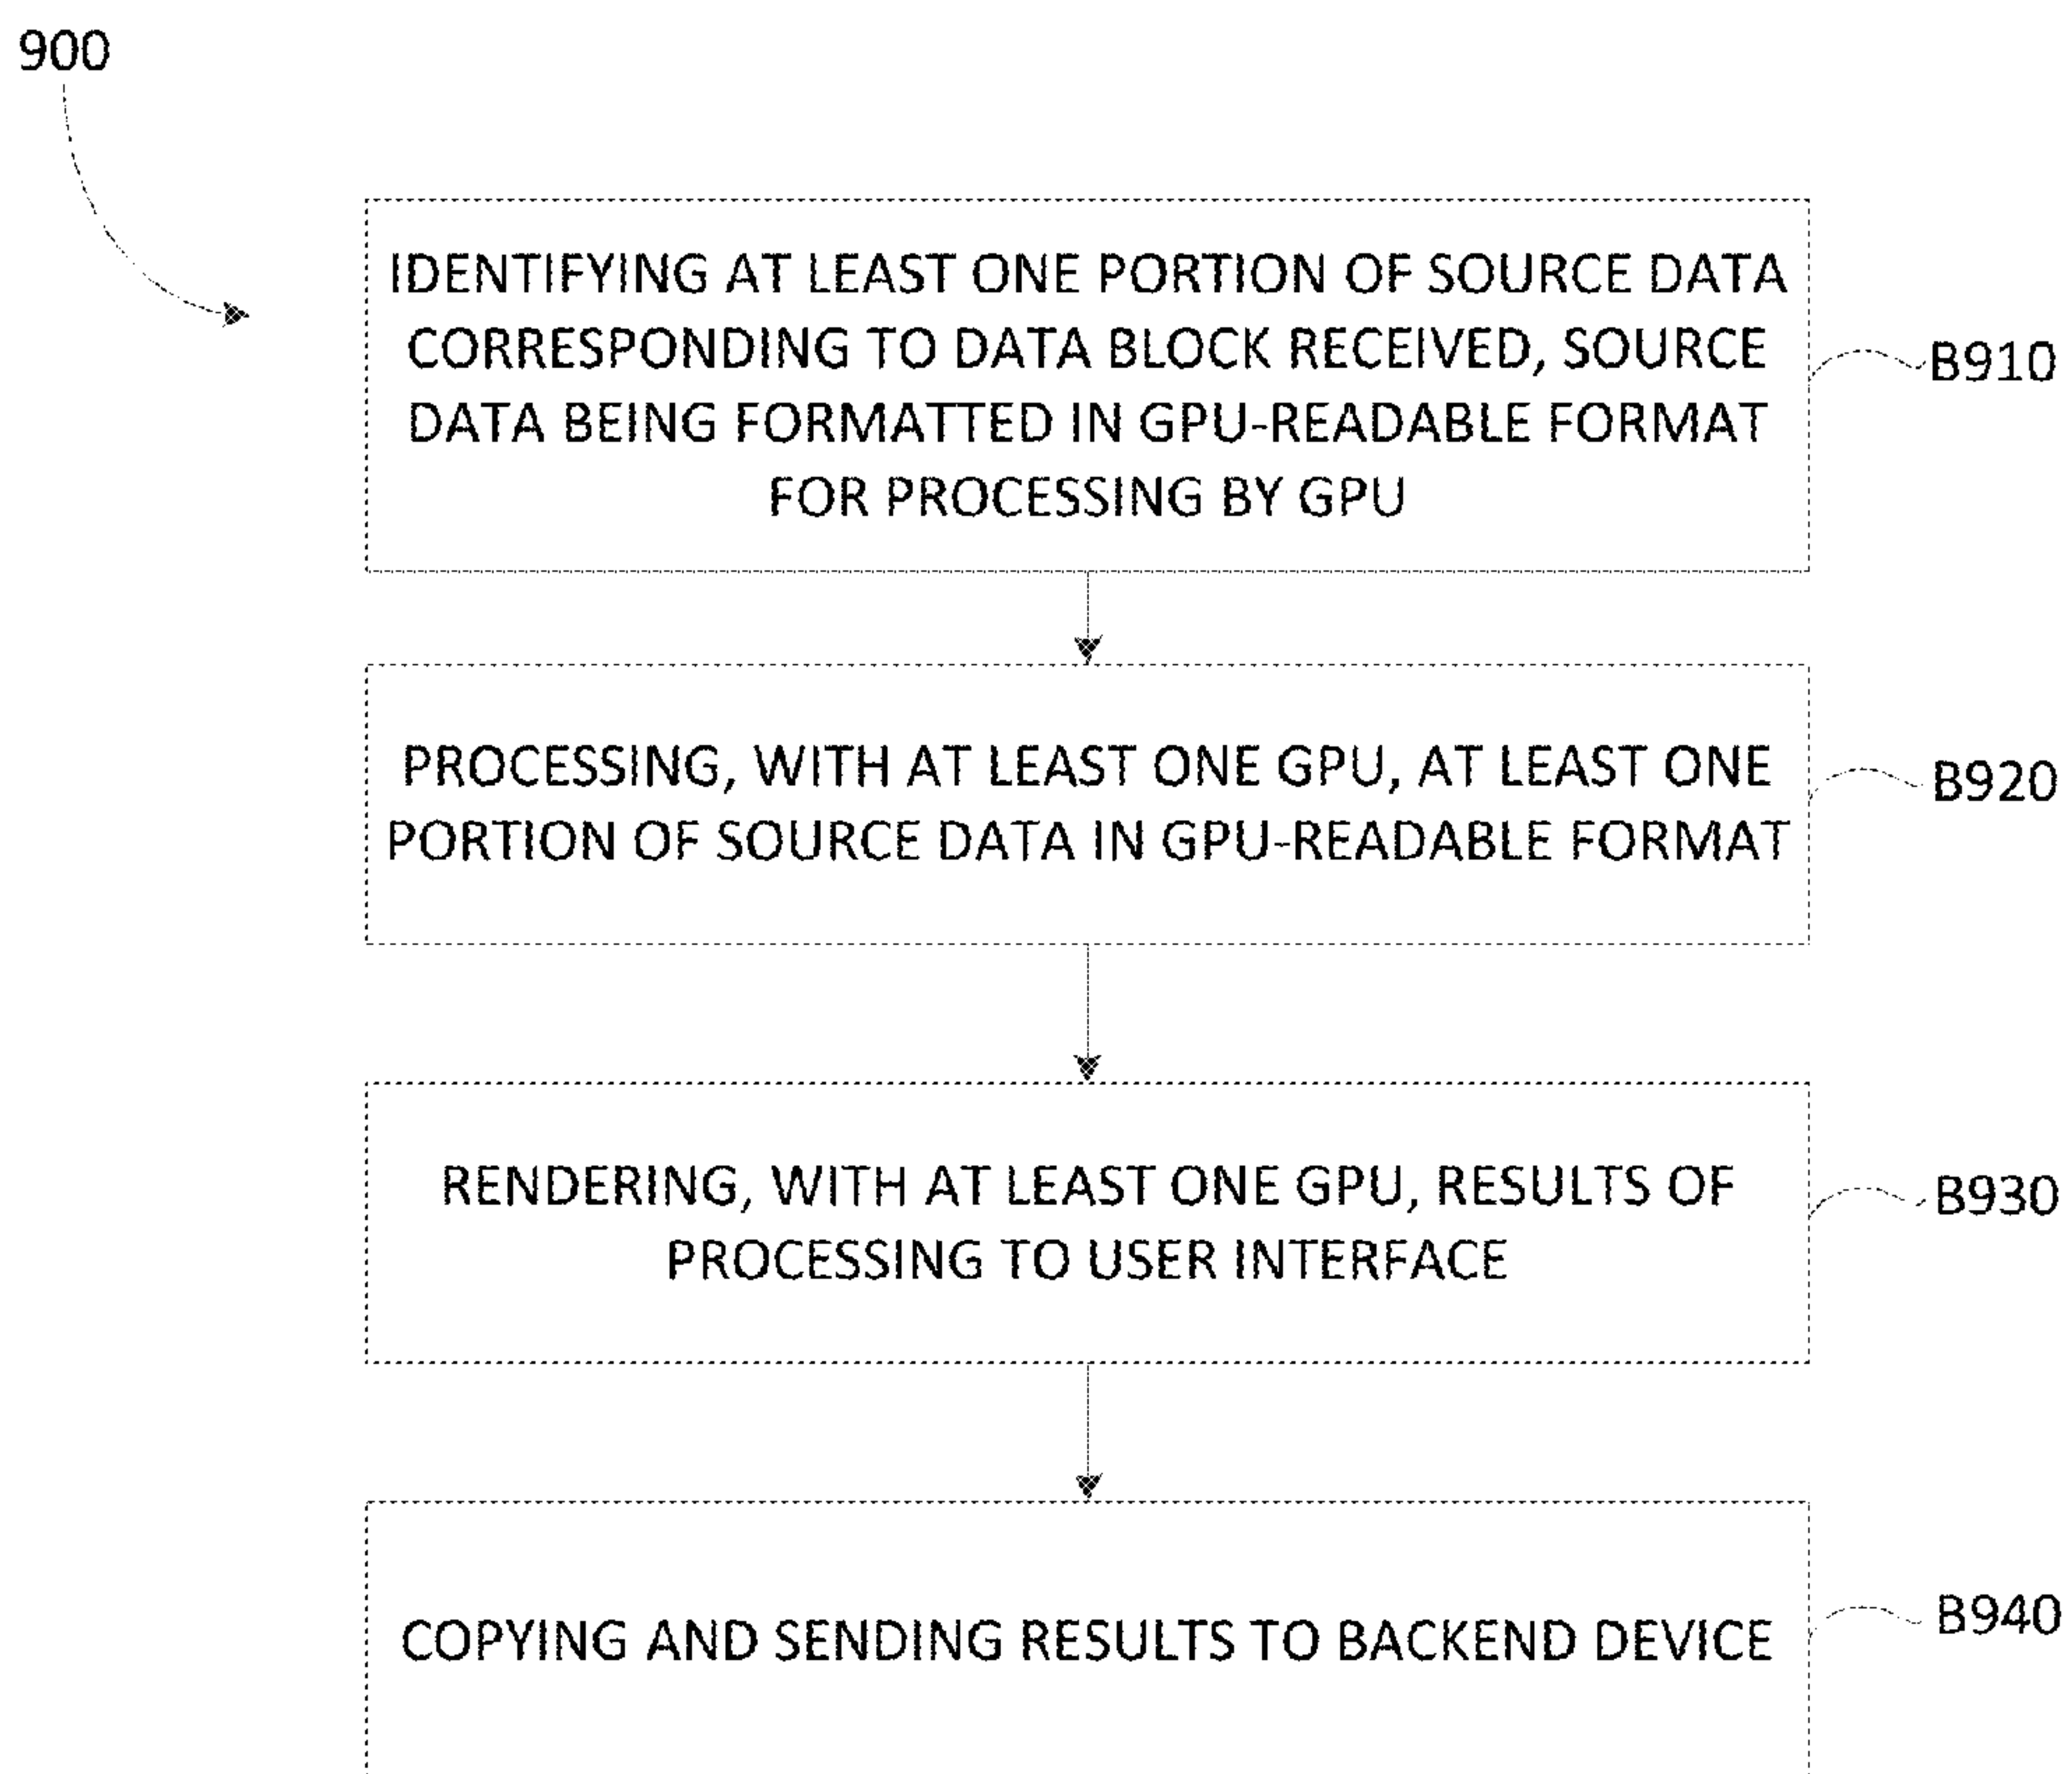 900
IDENTIFYING AT LEAST ONE PORTION OF SOURCE DATA
CORRESPONDING TO DATA BLOCK RECEIVED, SOURCE
DATA BEING FORMATTED IN GPU-READABLE FORMAT
FOR PROCESSING BY GPU
B910
PROCESSING, WITH AT LEAST ONE GPU, AT LEAST ONE
PORTION OF SOURCE DATA IN GPU-READABLE FORMAT
B920
RENDERING, WITH AT LEAST ONE GPU, RESULTS OF
PROCESSING TO USER INTERFACE
B930
COPYING AND SENDING RESULTS TO BACKEND DEVICE
B940